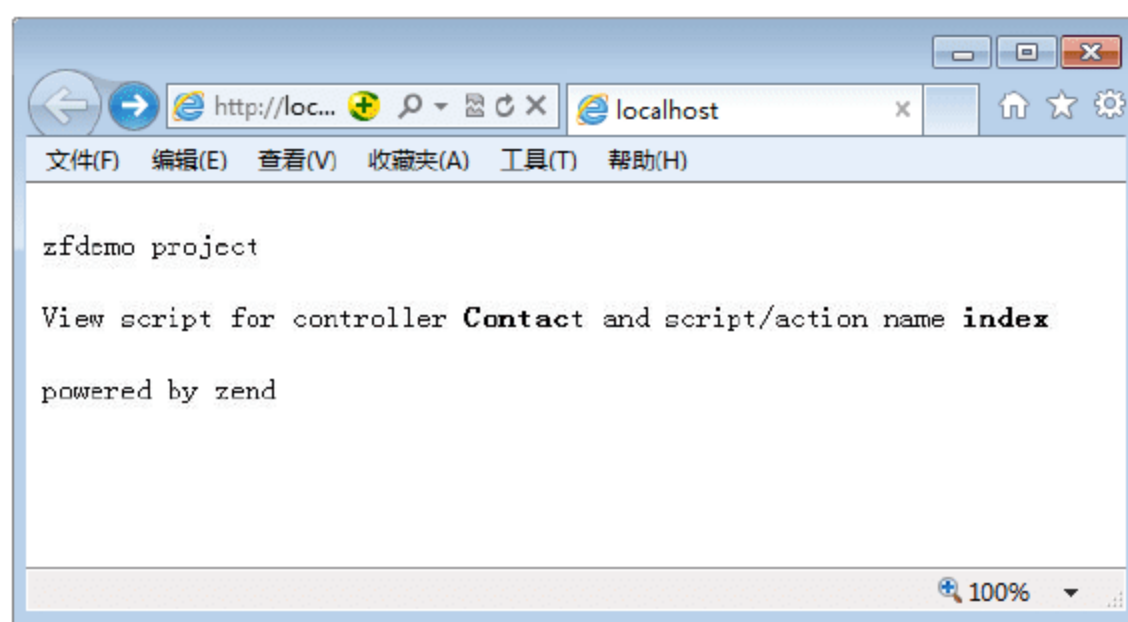 http://loc...
localhost
文件(F) 编辑(E) 查看(V) 收藏夹(A) 工具(T) 帮助(H)
zfdemo project
View script for controller Contact and script/action name index
powered by zend
100%